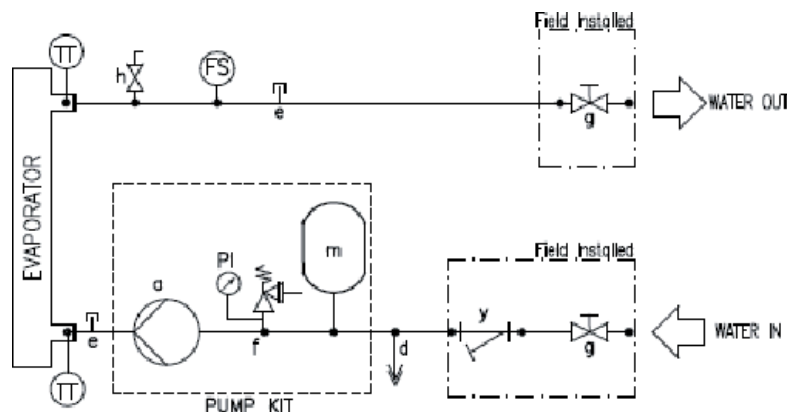 Field Installed
TT
h
FS
e
g
WATER OUT
EVAPORATOR
m
Field Installed
PI
a
y
e
f
d
g
WATER IN
TT
PUMP KIT